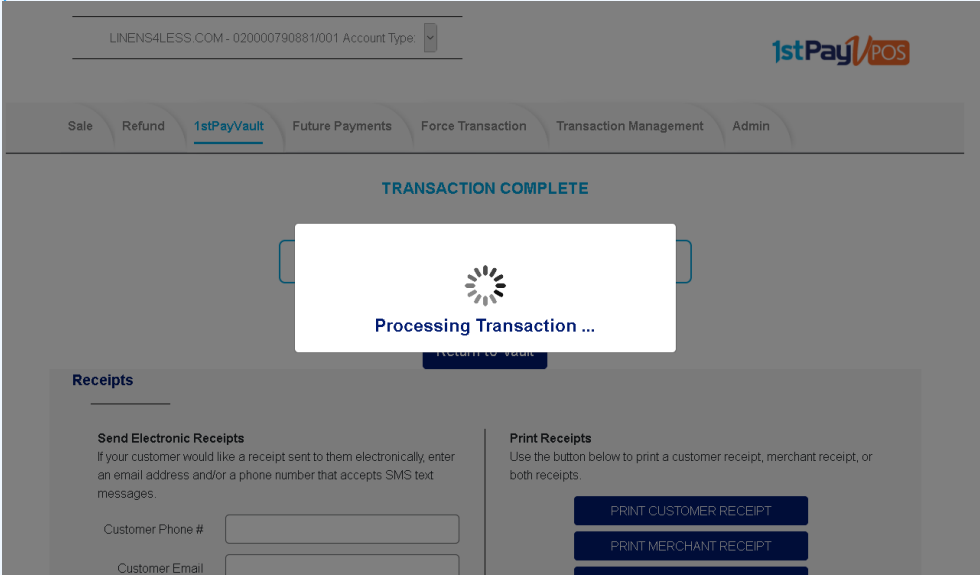 LINENS4LESS.COM - 020000790881/001 Account Type:
1stPay POS
Sale Refund 1stPayVault Future Payments Force Transaction Transaction Management Admin
TRANSACTION COMPLETE
Processing Transaction ...
Return to Vault
Receipts
Send Electronic Receipts
If your customer would like a receipt sent to them electronically, enter
an email address and/or a phone number that accepts SMS text
messages.
Customer Phone #
Customer Email
Print Receipts
Use the button below to print a customer receipt, merchant receipt, or
both receipts.
PRINT CUSTOMER RECEIPT
PRINT MERCHANT RECEIPT